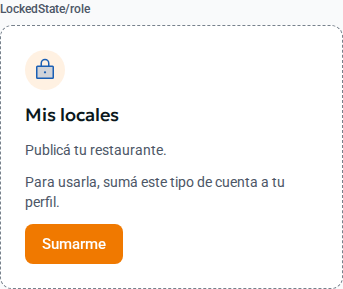 LockedState/role
Mis locales
Publicá tu restaurante.
Para usarla, sumá este tipo de cuenta a tu
perfil.
Sumarme